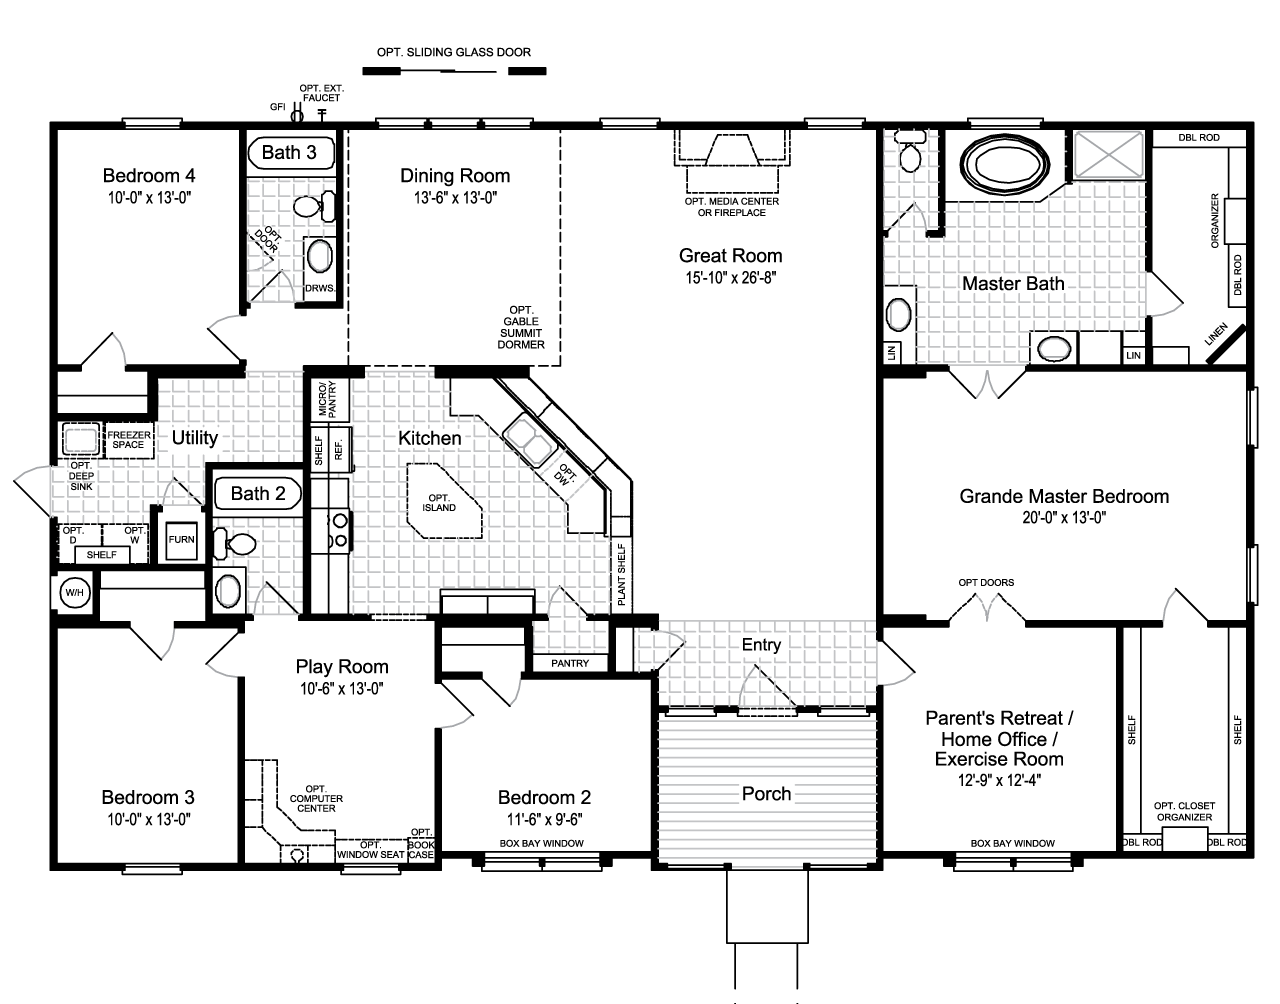 OPT. SLIDING GLASS DOOR
OPT. EXT.
FAUCET
GFI
Bedroom 4
10'-0" x 13'-0"
Bath 3
OPT.
DOOR
DRWS.
Dining Room
13'-6" x 13'-0"
OPT.
GABLE
SUMMIT
DORMER
OPT. MEDIA CENTER
OR FIREPLACE
Great Room
15'-10" x 26'-8"
Master Bath
LIN
LIN
DBL ROD
ORGANIZER
DBL ROD
LINEN
MICRO/
PANTRY
SHELF
REF.
Kitchen
OPT.
DW
OPT.
ISLAND
PLANT SHELF
Utility
FREEZER
SPACE
OPT.
DEEP
SINK
OPT.
D
OPT.
W
SHELF
FURN
Bath 2
W/H
Grande Master Bedroom
20'-0" x 13'-0"
OPT DOORS
PANTRY
Entry
Play Room
10'-6" x 13'-0"
Bedroom 3
10'-0" x 13'-0"
OPT.
COMPUTER
CENTER
OPT.
WINDOW SEAT
OPT.
BOOK
CASE
Bedroom 2
11'-6" x 9'-6"
BOX BAY WINDOW
Porch
Parent's Retreat /
Home Office /
Exercise Room
12'-9" x 12'-4"
BOX BAY WINDOW
SHELF
SHELF
OPT. CLOSET
ORGANIZER
DBL ROD
DBL ROD